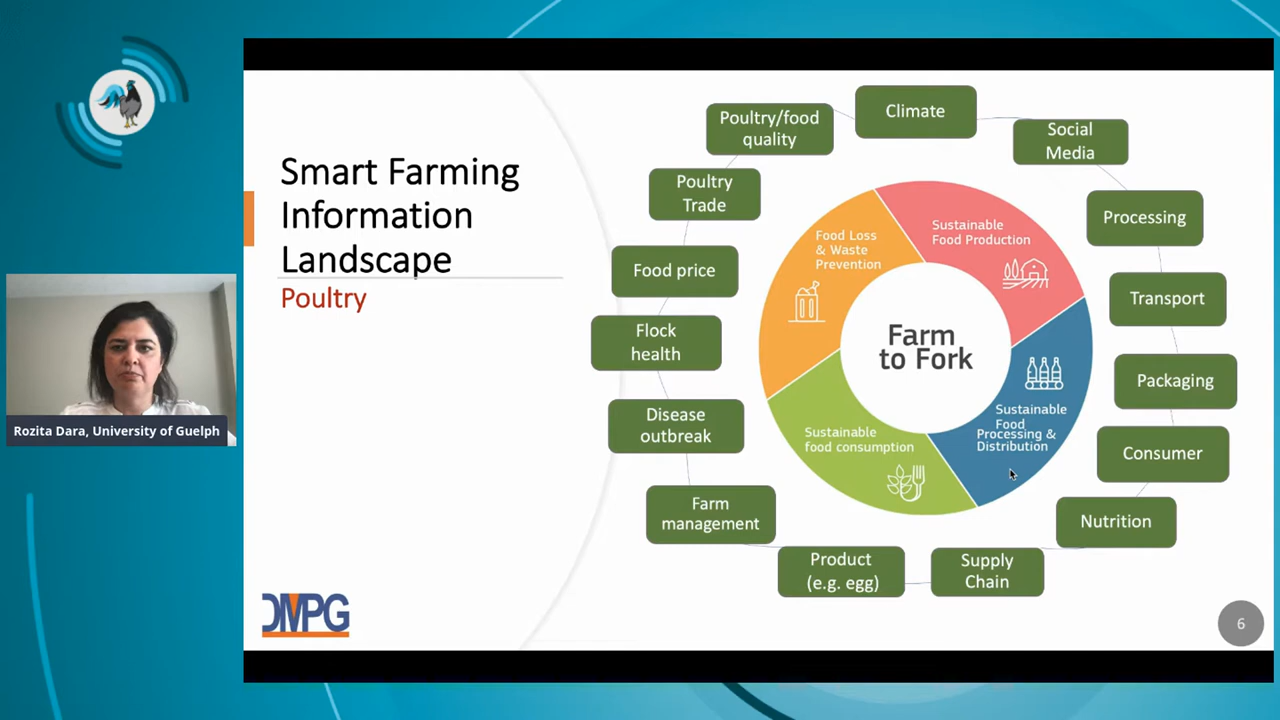 Smart Farming
Information
Landscape
Poultry
Rozita Dara, University of Guelph
DMPG
Climate
Social
Media
Processing
Transport
Packaging
Consumer
Nutrition
Supply
Chain
Product
(e.g. egg)
Farm
management
Disease
outbreak
Flock
health
Food price
Poultry
Trade
Poultry/food
quality
Food Loss
& Waste
Prevention
Sustainable
Food Production
Farm
to Fork
Sustainable
Food
Processing &
Distribution
Sustainable
food consumption
6